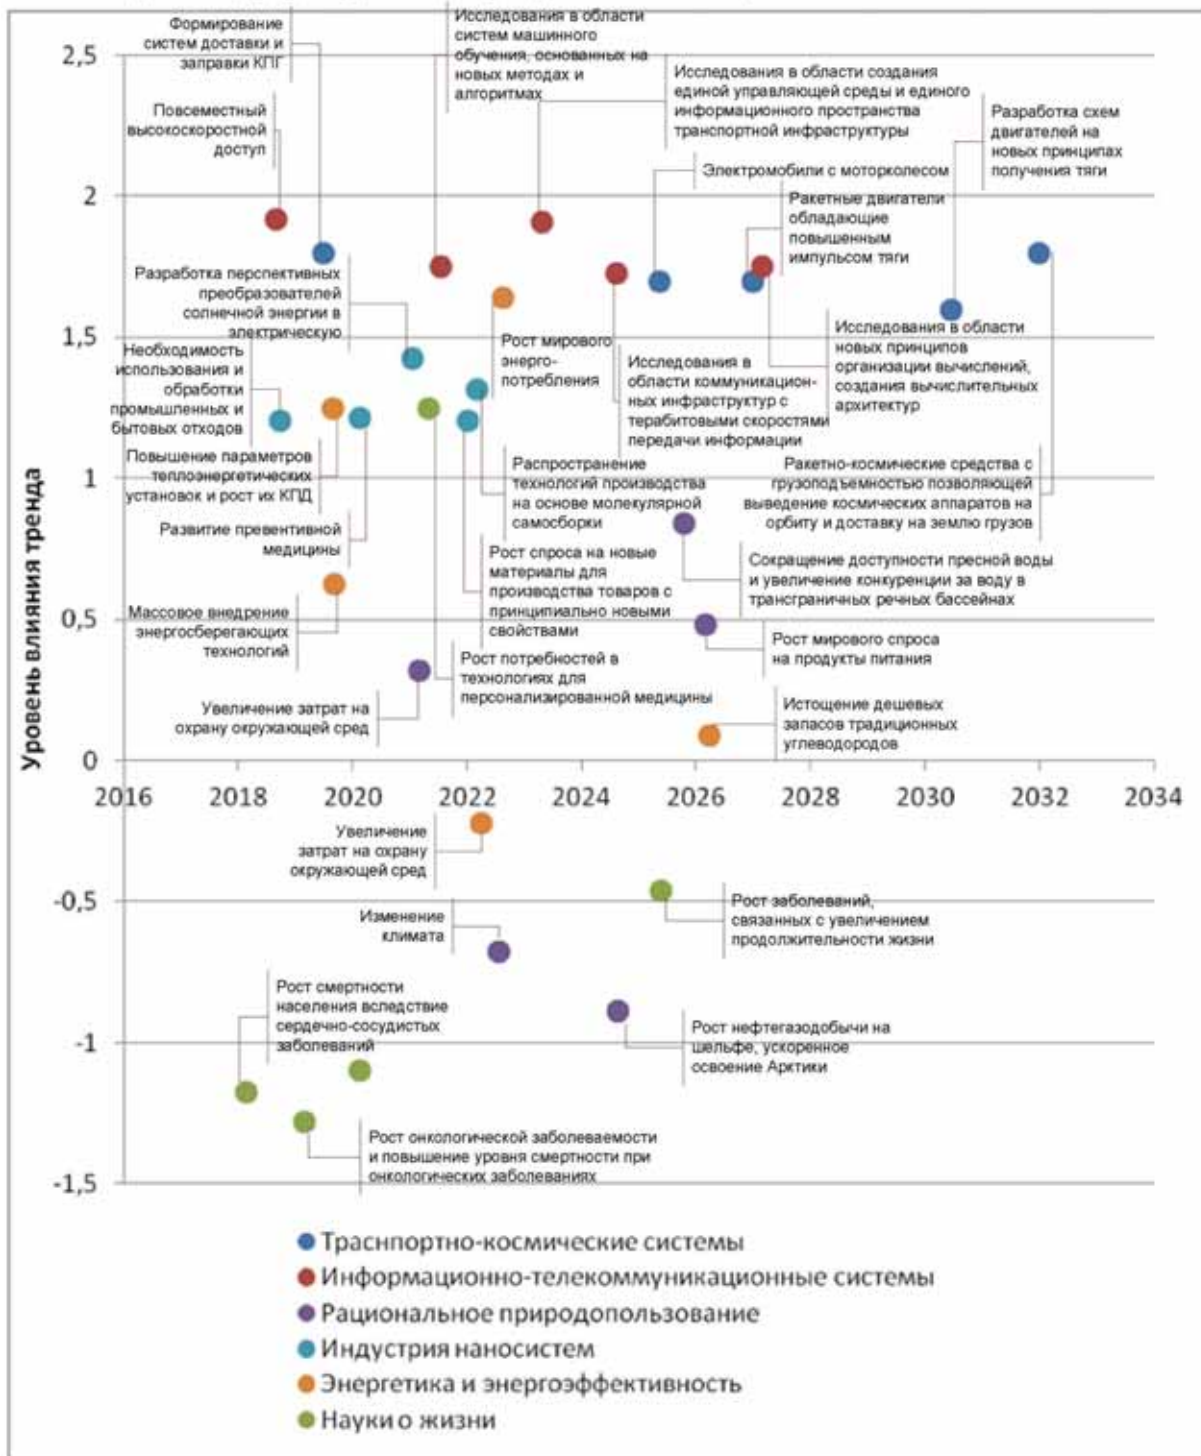 Формирование
систем доставки и
заправки КПГ
Исследования в области
систем машинного
обучения, основанных на
новых методах и
алгоритмах
Исследования в области создания
единой управляющей среды и единого
информационного пространства
транспортной инфраструктуры
Разработка схем
двигателей на
новых принципах
получения тяги
Повсеместный
высокоскоростной
доступ
Электромобили с моторколесом
Ракетные двигатели
обладающие
повышенным
импульсом тяги
Разработка перспективных
преобразователей
солнечной энергии в
электрическую
Необходимость
использования и
обработки
промышленных и
бытовых отходов
Рост мирового
энерго-
потребления
Исследования в
области коммуникацион-
ных инфраструктур с
терабитовыми скоростями
передачи информации
Исследования в области
новых принципов
организации вычислений,
создания вычислительных
архитектур
Повышение параметров
теплоэнергетических
установок и рост их КПД
Распространение
технологий производства
на основе молекулярной
самосборки
Ракетно-космические средства с
грузоподъемностью позволяющей
выведение космических аппаратов на
орбиту и доставку на землю грузов
Развитие превентивной
медицины
Рост спроса на новые
материалы для
производства товаров с
принципиально новыми
свойствами
Сокращение доступности пресной воды
и увеличение конкуренции за воду в
трансграничных речных бассейнах
Массовое внедрение
энергосберегающих
технологий
Рост потребностей в
технологиях для
персонализированной медицины
Рост мирового спроса
на продукты питания
Увеличение затрат на
охрану окружающей сред
Истощение дешевых
запасов традиционных
углеводородов
Уровень влияния тренда
2,5
2
1,5
1
0,5
0
-0,5
-1
-1,5
2016 2018 2020 2022 2024 2026 2028 2030 2032 2034
Увеличение
затрат на охрану
окружающей сред
Изменение
климата
Рост заболеваний,
связанных с увеличением
продолжительности жизни
Рост смертности
населения вследствие
сердечно-сосудистых
заболеваний
Рост нефтегазодобычи на
шельфе, ускоренное
освоение Арктики
Рост онкологической заболеваемости
и повышение уровня смертности при
онкологических заболеваниях
Траснпортно-космические системы
Информационно-телекоммуникационные системы
Рациональное природопользование
Индустрия наносистем
Энергетика и энергоэффективность
Науки о жизни